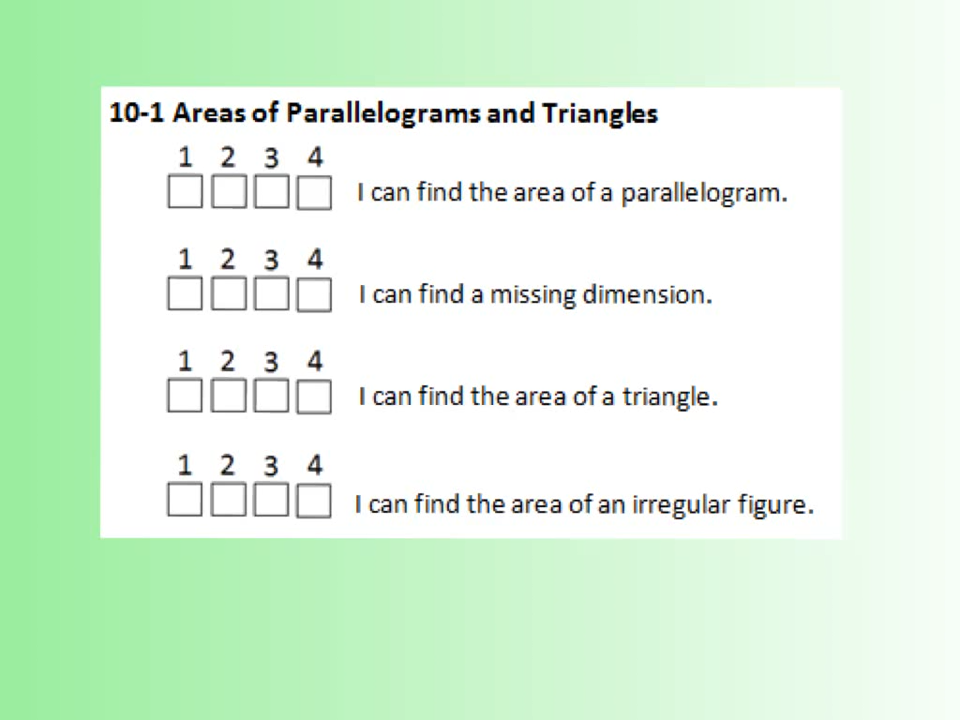 10-1 Areas of Parallelograms and Triangles
1 2 3 4
I can find the area of a parallelogram.
1 2 3 4
I can find a missing dimension.
1 2 3 4
I can find the area of a triangle.
1 2 3 4
I can find the area of an irregular figure.